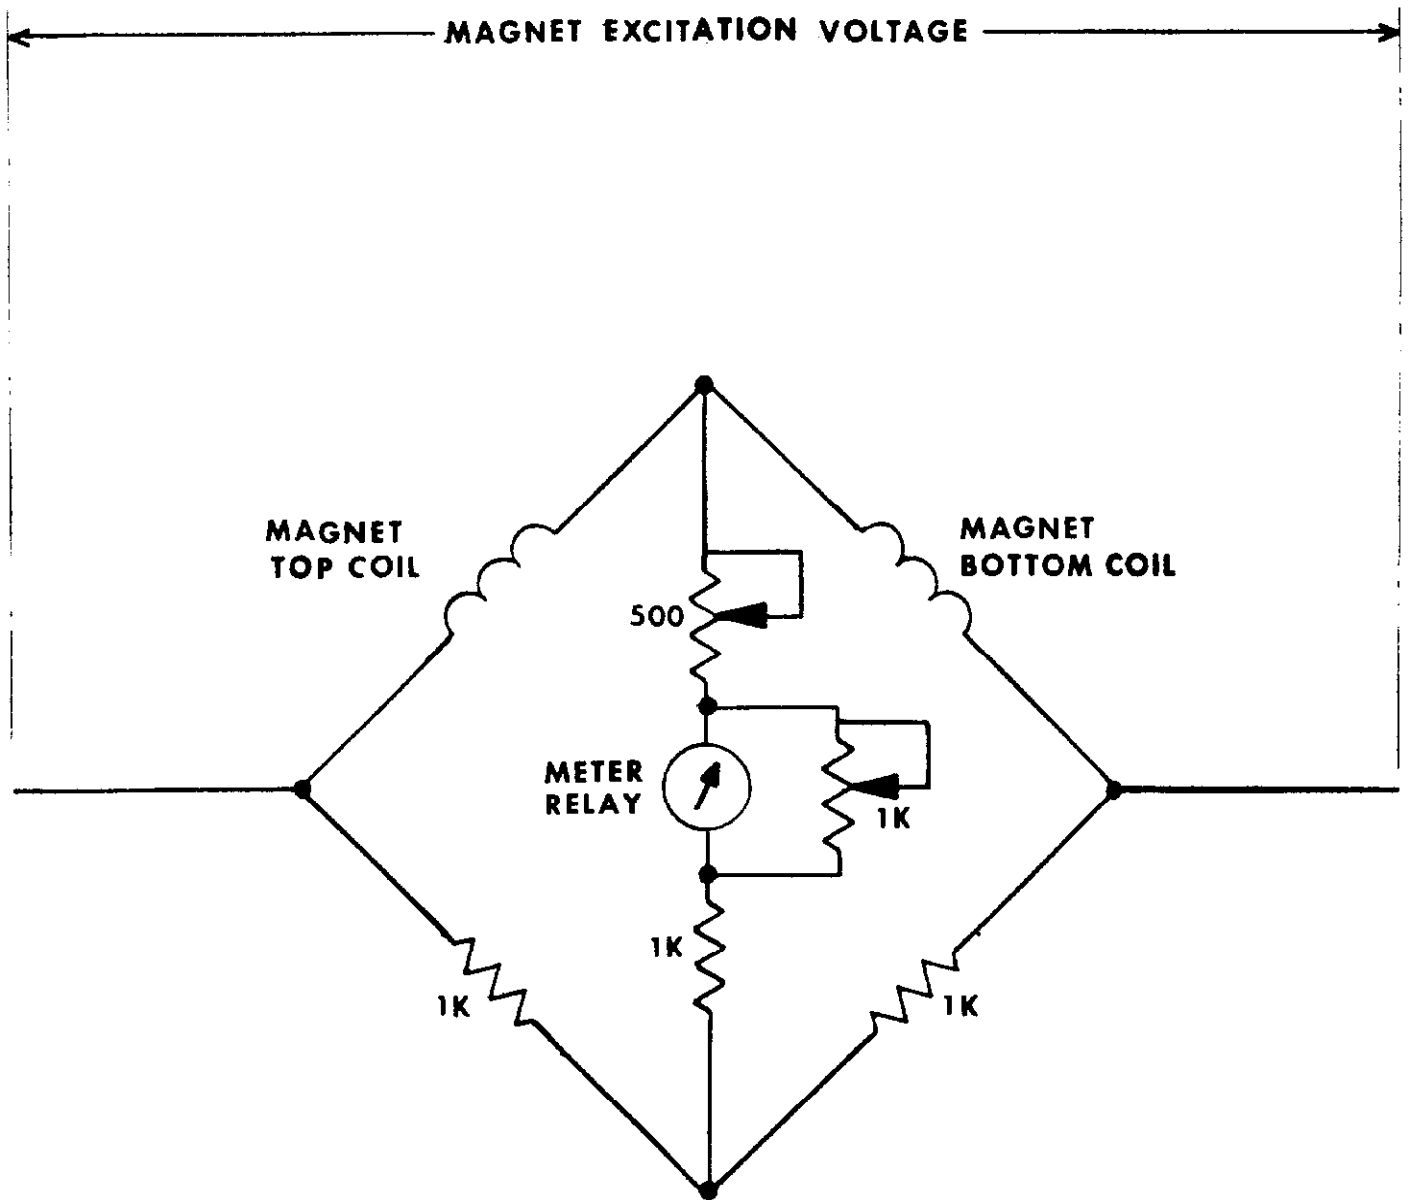 MAGNET EXCITATION VOLTAGE
MAGNET
TOP COIL
MAGNET
BOTTOM COIL
500
METER
RELAY
1K
1K
1K
1K